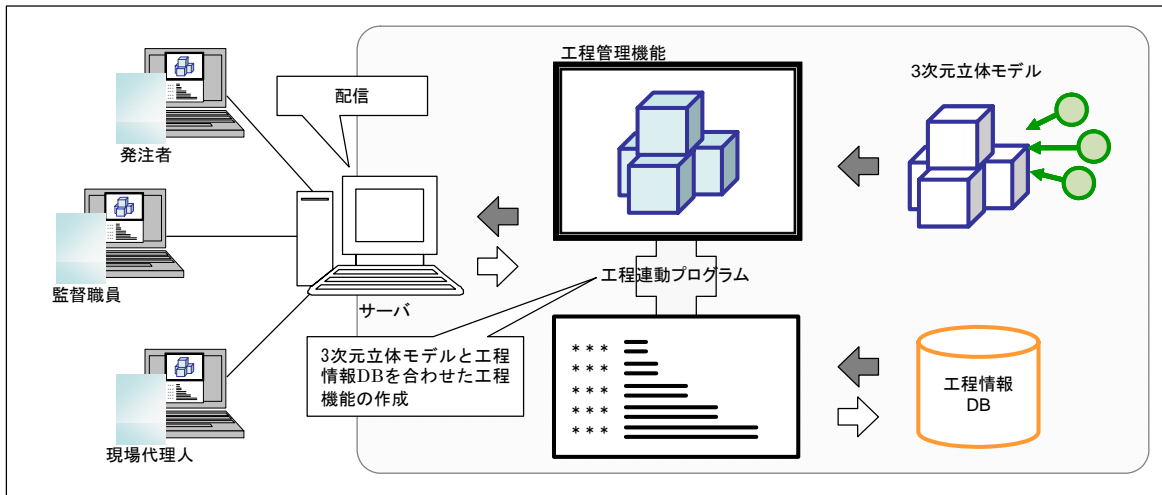 工程管理機能
3次元立体モデル
配信
発注者
監督職員
サーバ
工程連動プログラム
3次元立体モデルと工程
情報DBを合わせた工程
機能の作成
現場代理人
* * *
* * *
* * *
* * *
* * *
工程情報
DB